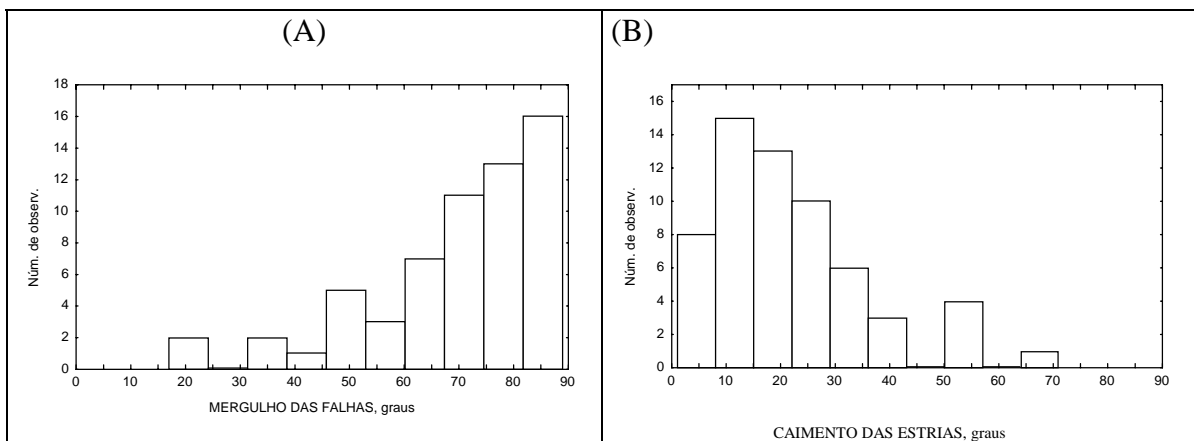 (A)
18
16
14
12
10
8
6
4
2
0
Núm. de observ.
0 10 20 30 40 50 60 70 80 90
MERGULHO DAS FALHAS, graus
(B)
16
14
12
10
8
6
4
2
0
Núm. de observ.
0 10 20 30 40 50 60 70 80 90
CAIMENTO DAS ESTRIAS, graus